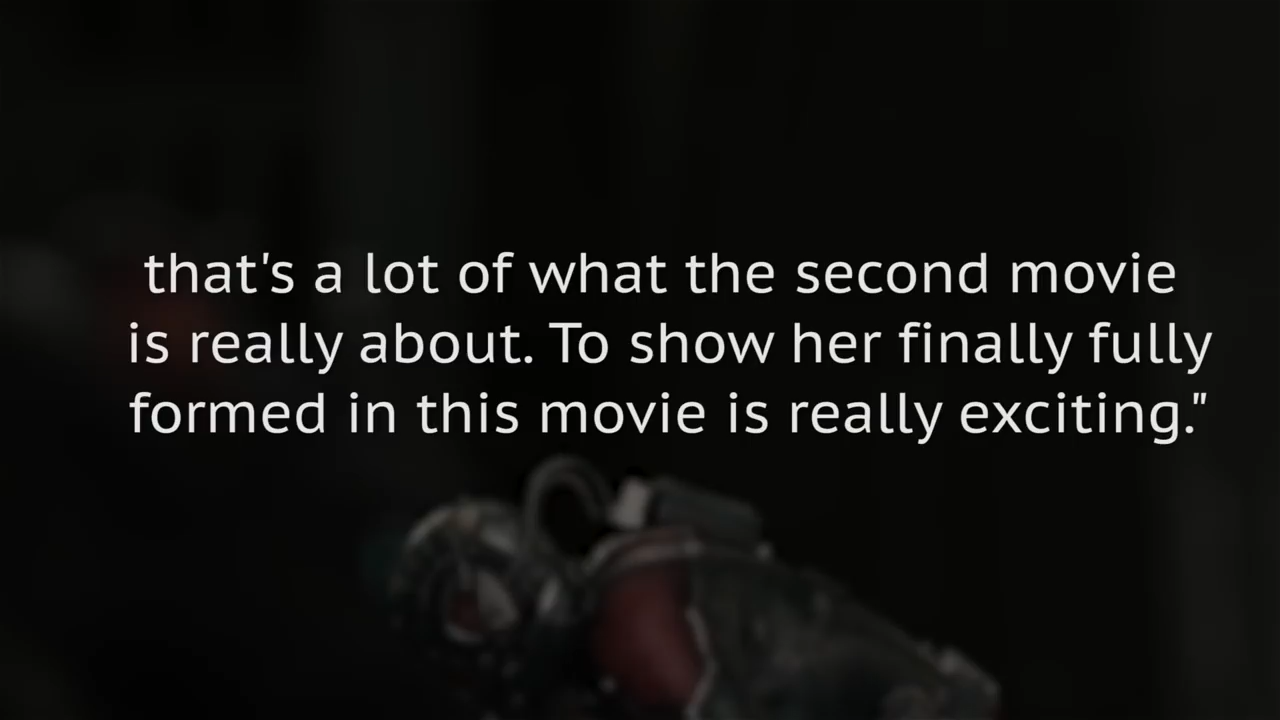 that's a lot of what the second movie
is really about. To show her finally fully
formed in this movie is really exciting."